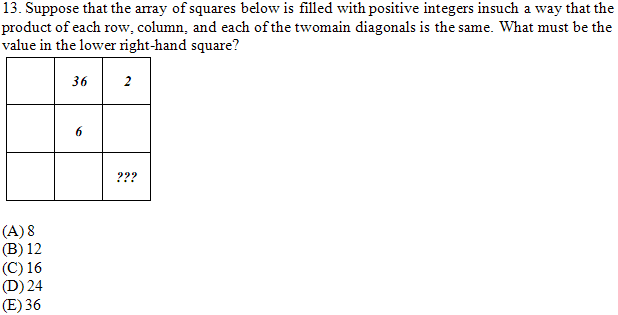 13. Suppose that the array of squares below is filled with positive integers insuch a way that the
product of each row, column, and each of the twomain diagonals is the same. What must be the
value in the lower right-hand square?
36 2
6
???
(A) 8
(B) 12
(C) 16
(D) 24
(E) 36